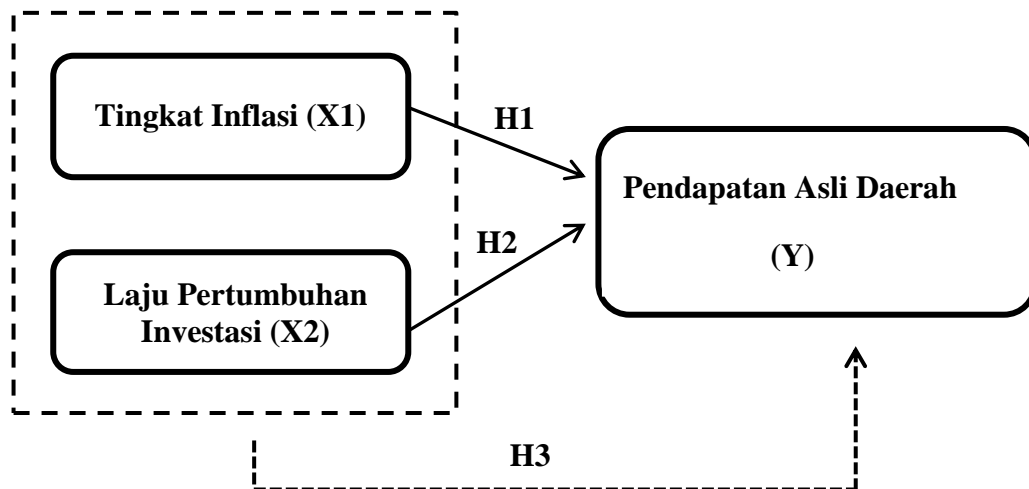 Tingkat Inflasi (X1)
H1
Pendapatan Asli Daerah
(Y)
H2
Laju Pertumbuhan
Investasi (X2)
H3